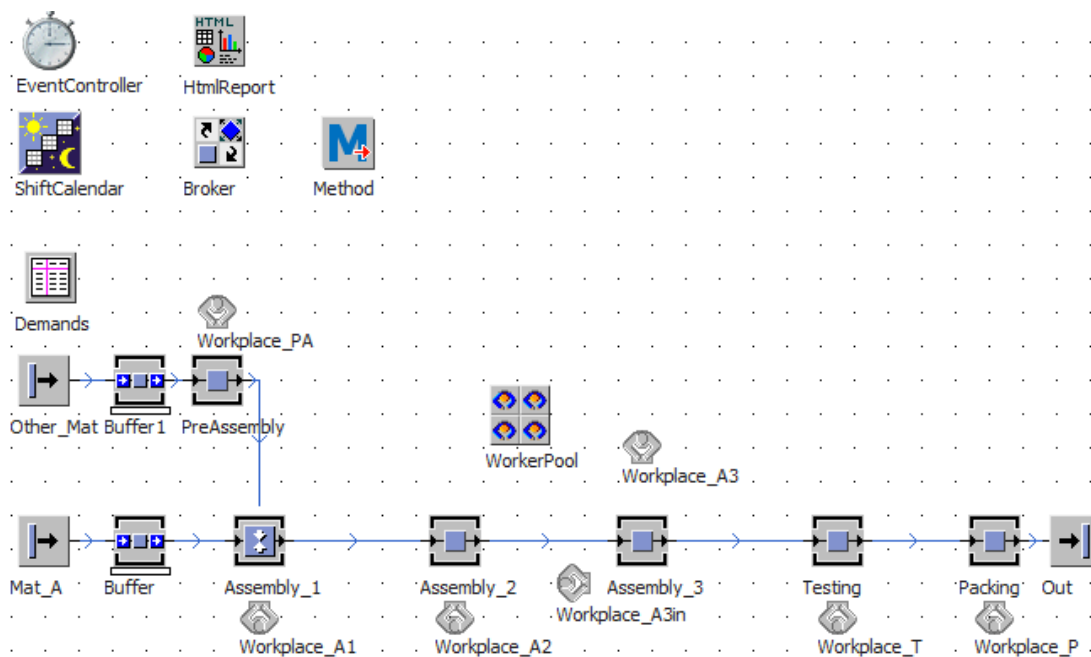 HTML
EventController
HtmlReport
M
ShiftCalendar
Broker
Method
Demands
Workplace_PA
Other_Mat
Buffer1
PreAssembly
WorkerPool
Workplace_A3
Mat_A
Buffer
Assembly_1
Assembly_2
Assembly_3
Testing
Packing
Out
Workplace_A3in
Workplace_A1
Workplace_A2
Workplace_T
Workplace_P